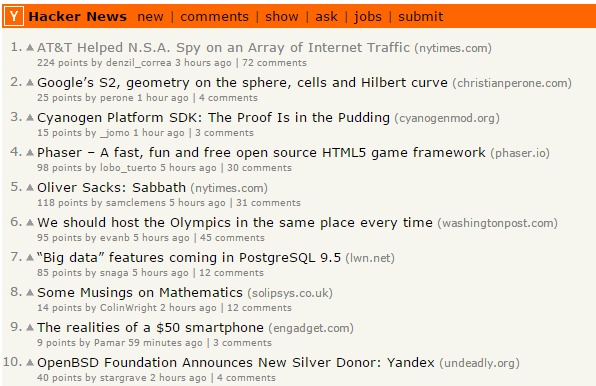 Y Hacker News new | comments | show | ask | jobs | submit
1. AT&T Helped N.S.A. Spy on an Array of Internet Traffic (nytimes.com)
224 points by denzil_correa 3 hours ago | 72 comments
2. Google’s S2, geometry on the sphere, cells and Hilbert curve (christianperone.com)
25 points by perone 1 hour ago | 4 comments
3. Cyanogen Platform SDK: The Proof Is in the Pudding (cyanogenmod.org)
15 points by _jomo 1 hour ago | 3 comments
4. Phaser – A fast, fun and free open source HTML5 game framework (phaser.io)
98 points by lobo_tuerto 5 hours ago | 30 comments
5. Oliver Sacks: Sabbath (nytimes.com)
118 points by samclemens 5 hours ago | 31 comments
6. We should host the Olympics in the same place every time (washingtonpost.com)
95 points by evanb 5 hours ago | 45 comments
7. “Big data” features coming in PostgreSQL 9.5 (lwn.net)
85 points by snaga 5 hours ago | 12 comments
8. Some Musings on Mathematics (solipsys.co.uk)
14 points by ColinWright 2 hours ago | 12 comments
9. The realities of a $50 smartphone (engadget.com)
9 points by Pamar 59 minutes ago | 3 comments
10. OpenBSD Foundation Announces New Silver Donor: Yandex (undeadly.org)
40 points by stargrave 2 hours ago | 4 comments